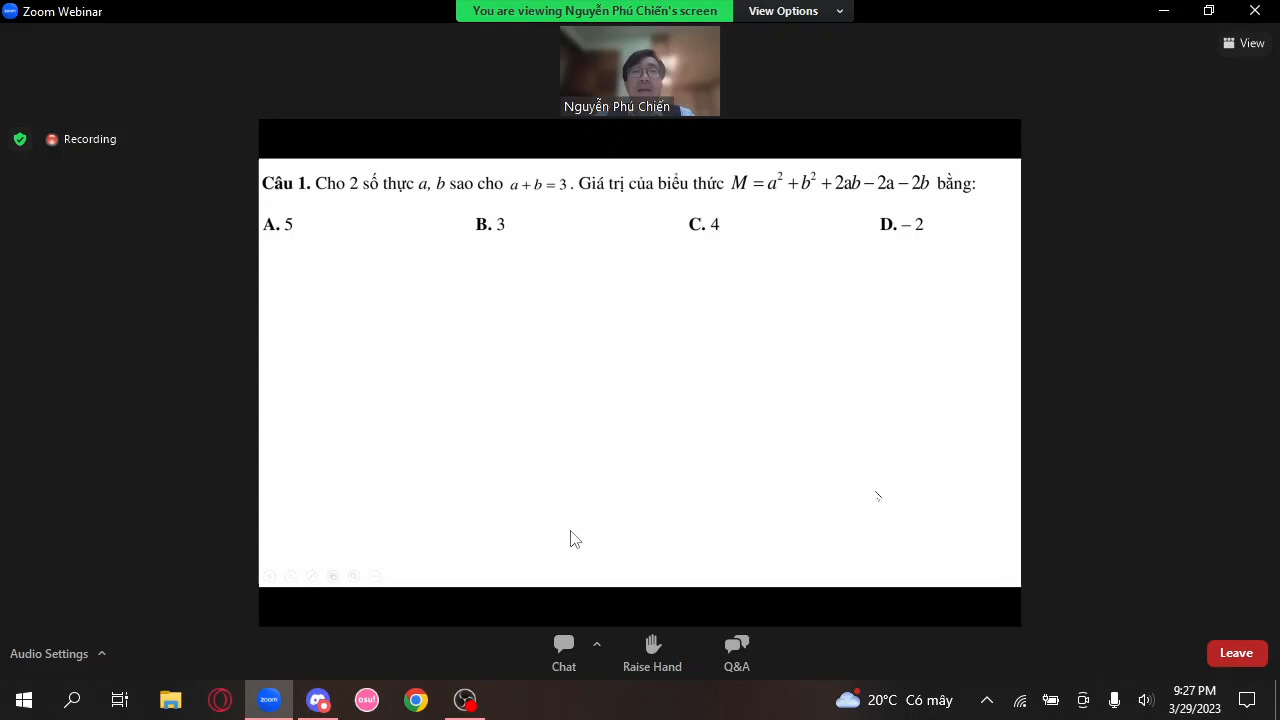 Zoom Webinar
You are viewing Nguyễn Phú Chiến's screen
View Options
View
Nguyễn Phú Chiến
Recording
Câu 1. Cho 2 số thực a, b sao cho a + b = 3. Giá trị của biểu thức M = a² + b² + 2ab − 2a − 2b bằng:
A. 5 B. 3 C. 4 D. – 2
Audio Settings
Chat
Raise Hand
Q&A
Leave
zoom
osu!
20°C Có mây
9:27 PM
3/29/2023